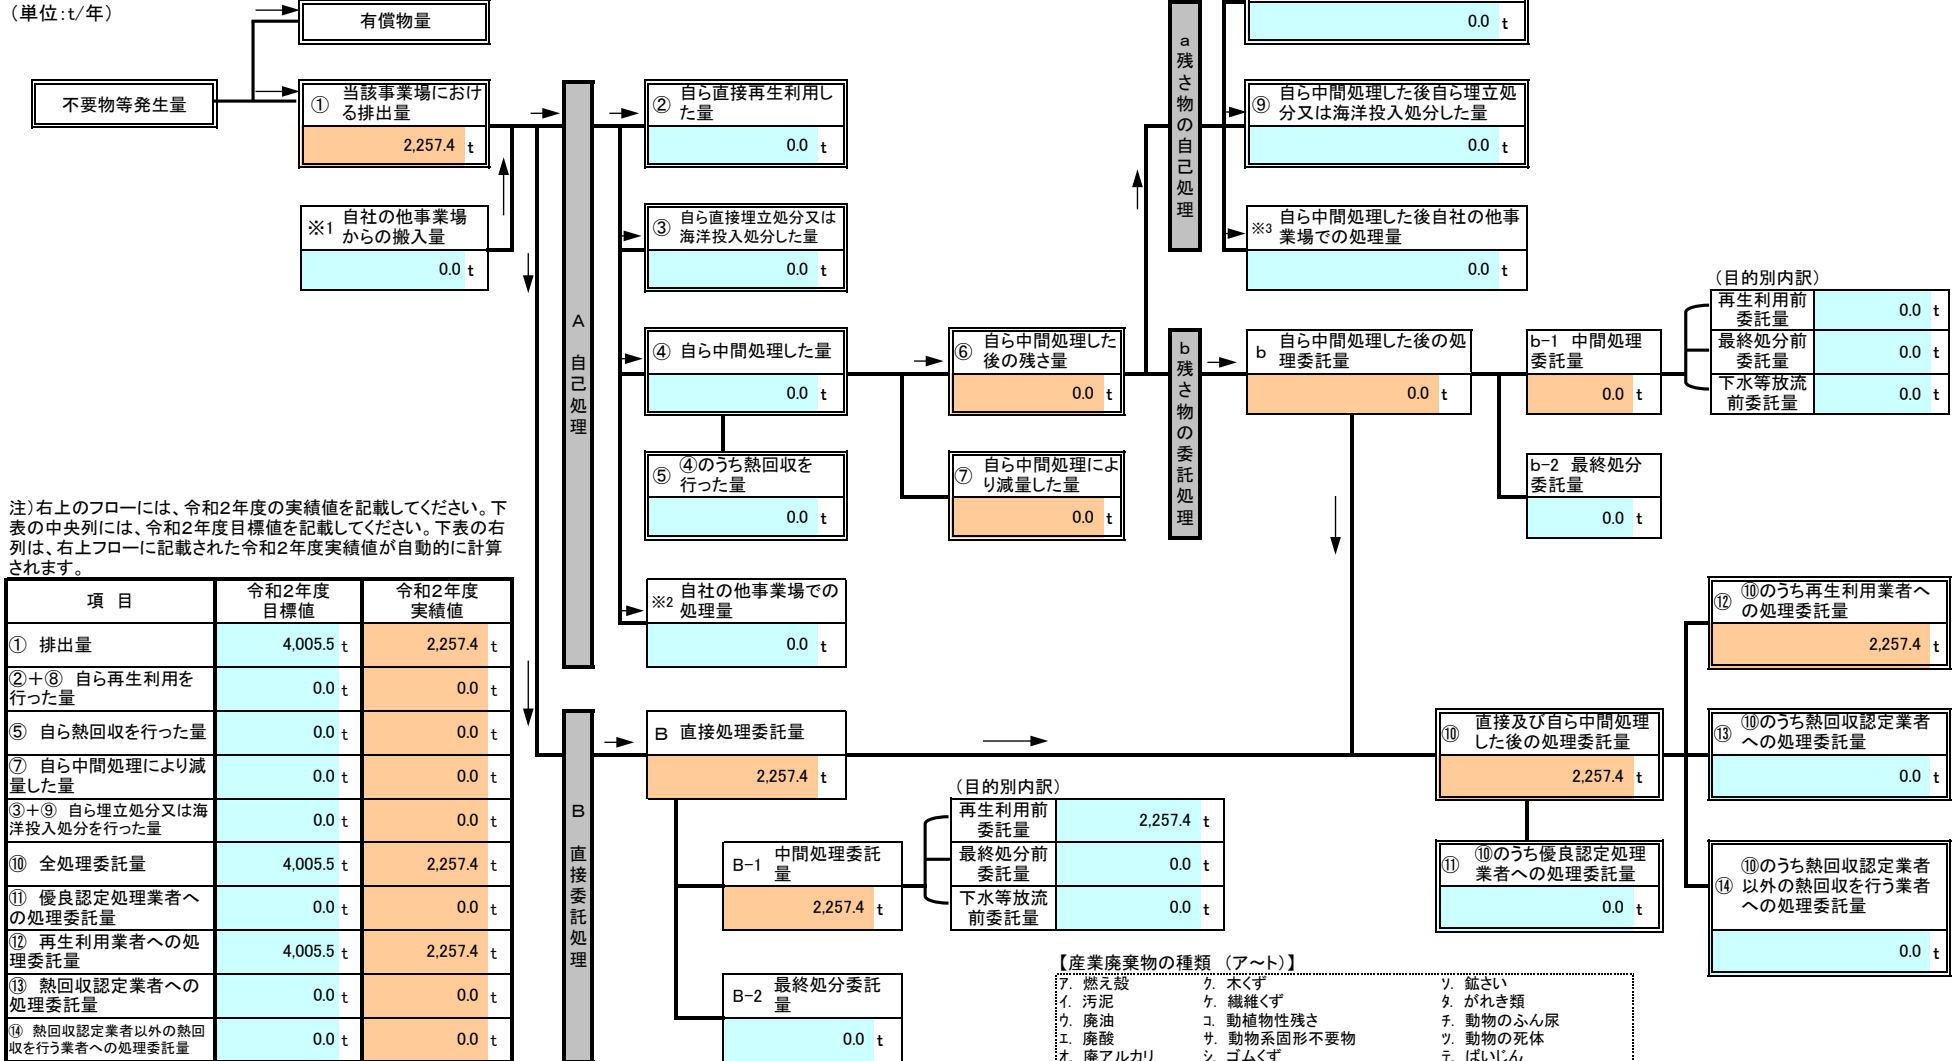 （単位：t/年）
有償物量
不要物等発生量
① 当該事業場におけ
る排出量
2,257.4 t
※1 自社の他事業場
からの搬入量
0.0 t
A 自己処理
② 自ら直接再生利用し
た量
0.0 t
③ 自ら直接埋立処分又は
海洋投入処分した量
0.0 t
④ 自ら中間処理した量
0.0 t
⑤ ④のうち熱回収を
行った量
0.0 t
※2 自社の他事業場での
処理量
0.0 t
⑥ 自ら中間処理した
後の残さ量
0.0 t
⑦ 自ら中間処理によ
り減量した量
0.0 t
a 残さ物の自己処理
0.0 t
⑨ 自ら中間処理した後自ら埋立処
分又は海洋投入処分した量
0.0 t
※3 自ら中間処理した後自社の他事
業場での処理量
0.0 t
b 残さ物の委託処理
b 自ら中間処理した後の処
理委託量
0.0 t
b-1 中間処理
委託量
0.0 t
b-2 最終処分
委託量
0.0 t
（目的別内訳）
再生利用前
委託量
0.0 t
最終処分前
委託量
0.0 t
下水等放流
前委託量
0.0 t
注）右上のフローには、令和２年度の実績値を記載してください。下
表の中央列には、令和２年度目標値を記載してください。下表の右
列は、右上フローに記載された令和２年度実績値が自動的に計算
されます。
項 目 令和２年度 令和２年度
目標値 実績値
① 排出量 4,005.5 t 2,257.4 t
②＋⑧ 自ら再生利用を
行った量 0.0 t 0.0 t
⑤ 自ら熱回収を行った量 0.0 t 0.0 t
⑦ 自ら中間処理により減
量した量 0.0 t 0.0 t
③＋⑨ 自ら埋立処分又は海
洋投入処分を行った量 0.0 t 0.0 t
⑩ 全処理委託量 4,005.5 t 2,257.4 t
⑪ 優良認定処理業者へ
の処理委託量 0.0 t 0.0 t
⑫ 再生利用業者への処
理委託量 4,005.5 t 2,257.4 t
⑬ 熱回収認定業者への
処理委託量 0.0 t 0.0 t
⑭ 熱回収認定業者以外の熱回
収を行う業者への処理委託量 0.0 t 0.0 t
B 直接委託処理
B 直接処理委託量
2,257.4 t
B-1 中間処理委託
量
2,257.4 t
B-2 最終処分委託
量
0.0 t
（目的別内訳）
再生利用前
委託量
2,257.4 t
最終処分前
委託量
0.0 t
下水等放流
前委託量
0.0 t
⑩ 直接及び自ら中間処理
した後の処理委託量
2,257.4 t
⑪ ⑩のうち優良認定処理
業者への処理委託量
0.0 t
⑫ ⑩のうち再生利用業者へ
の処理委託量
2,257.4 t
⑬ ⑩のうち熱回収認定業者
への処理委託量
0.0 t
⑭ ⑩のうち熱回収認定業者
以外の熱回収を行う業者
への処理委託量
0.0 t
【産業廃棄物の種類 （ア～ト）】
ア. 燃え殻 ク. 木くず ソ. 鉱さい
イ. 汚泥 ケ. 繊維くず タ. がれき類
ウ. 廃油 コ. 動植物性残さ チ. 動物のふん尿
エ. 廃酸 サ. 動物系固形不要物 ツ. 動物の死体
オ. 廃アルカリ シ. ゴムくず テ. ばいじん